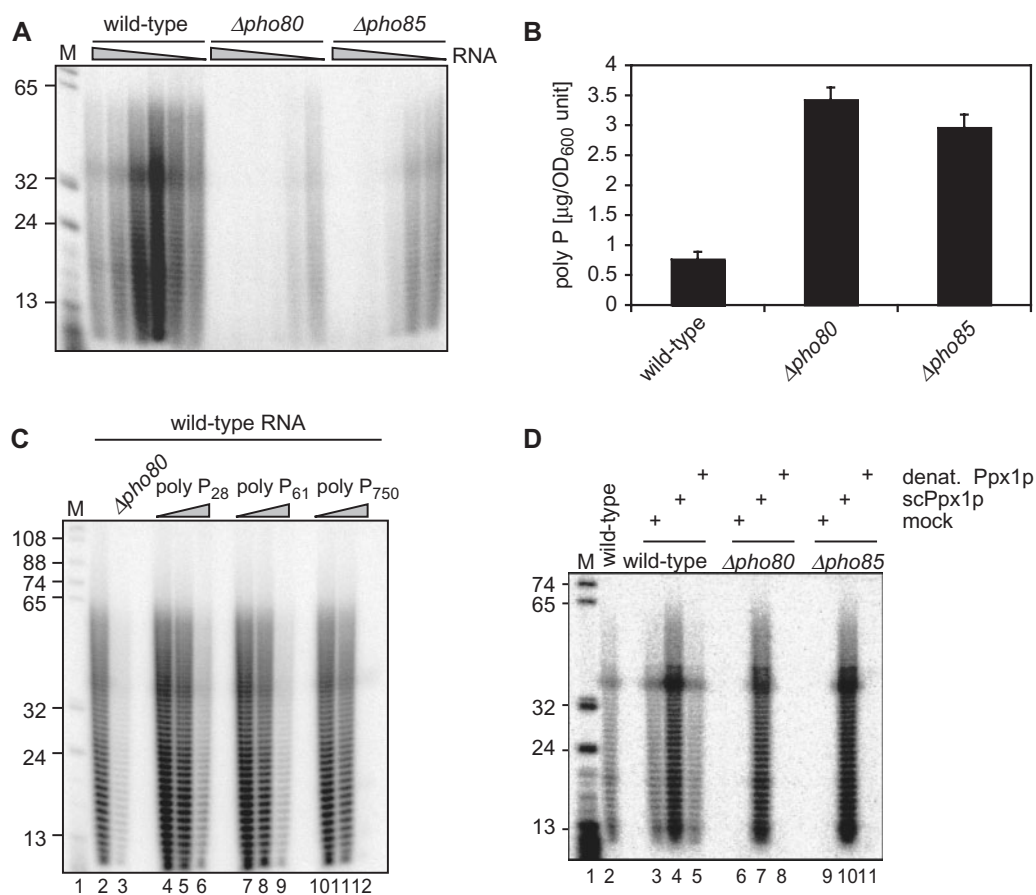 A
wild-type Δpho80 Δpho85
M RNA
65
32
24
13
B
poly P [µg/OD600 unit]
4
3.5
3
2.5
2
1.5
1
0.5
0
wild-type
Δpho80
Δpho85
C
wild-type RNA
M Δpho80 poly P28 poly P61 poly P750
108
88
74
65
32
24
13
1 2 3 4 5 6 7 8 9 10 11 12
D
+ + + denat. Ppx1p
+ + + scPpx1p
+ + + mock
M wild-type wild-type Δpho80 Δpho85
74
65
32
24
13
1 2 3 4 5 6 7 8 9 10 11